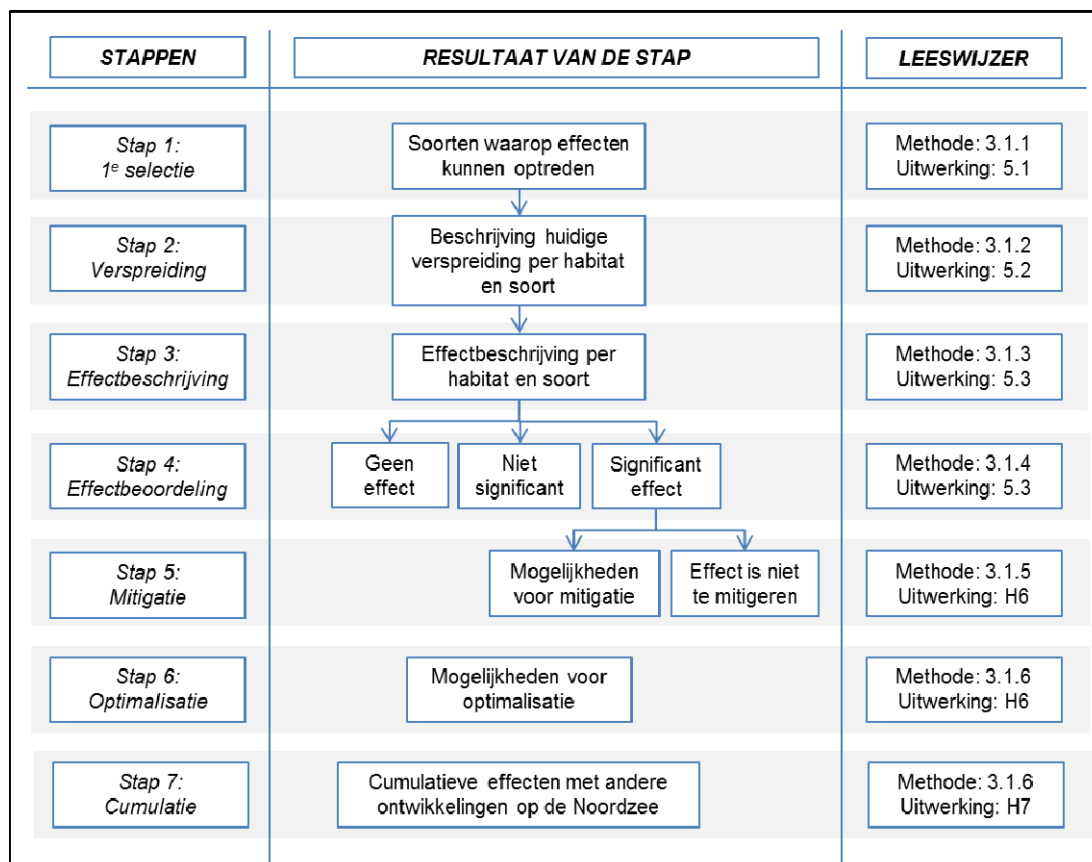 STAPPEN
RESULTAAT VAN DE STAP
LEESWIJZER
Stap 1:
1e selectie
Soorten waarop effecten
kunnen optreden
Methode: 3.1.1
Uitwerking: 5.1
Stap 2:
Verspreiding
Beschrijving huidige
verspreiding per habitat
en soort
Methode: 3.1.2
Uitwerking: 5.2
Stap 3:
Effectbeschrijving
Effectbeschrijving per
habitat en soort
Methode: 3.1.3
Uitwerking: 5.3
Stap 4:
Effectbeoordeling
Geen
effect
Niet
significant
Significant
effect
Methode: 3.1.4
Uitwerking: 5.3
Stap 5:
Mitigatie
Mogelijkheden
voor mitigatie
Effect is niet
te mitigeren
Methode: 3.1.5
Uitwerking: H6
Stap 6:
Optimalisatie
Mogelijkheden voor
optimalisatie
Methode: 3.1.6
Uitwerking: H6
Stap 7:
Cumulatie
Cumulatieve effecten met andere
ontwikkelingen op de Noordzee
Methode: 3.1.6
Uitwerking: H7